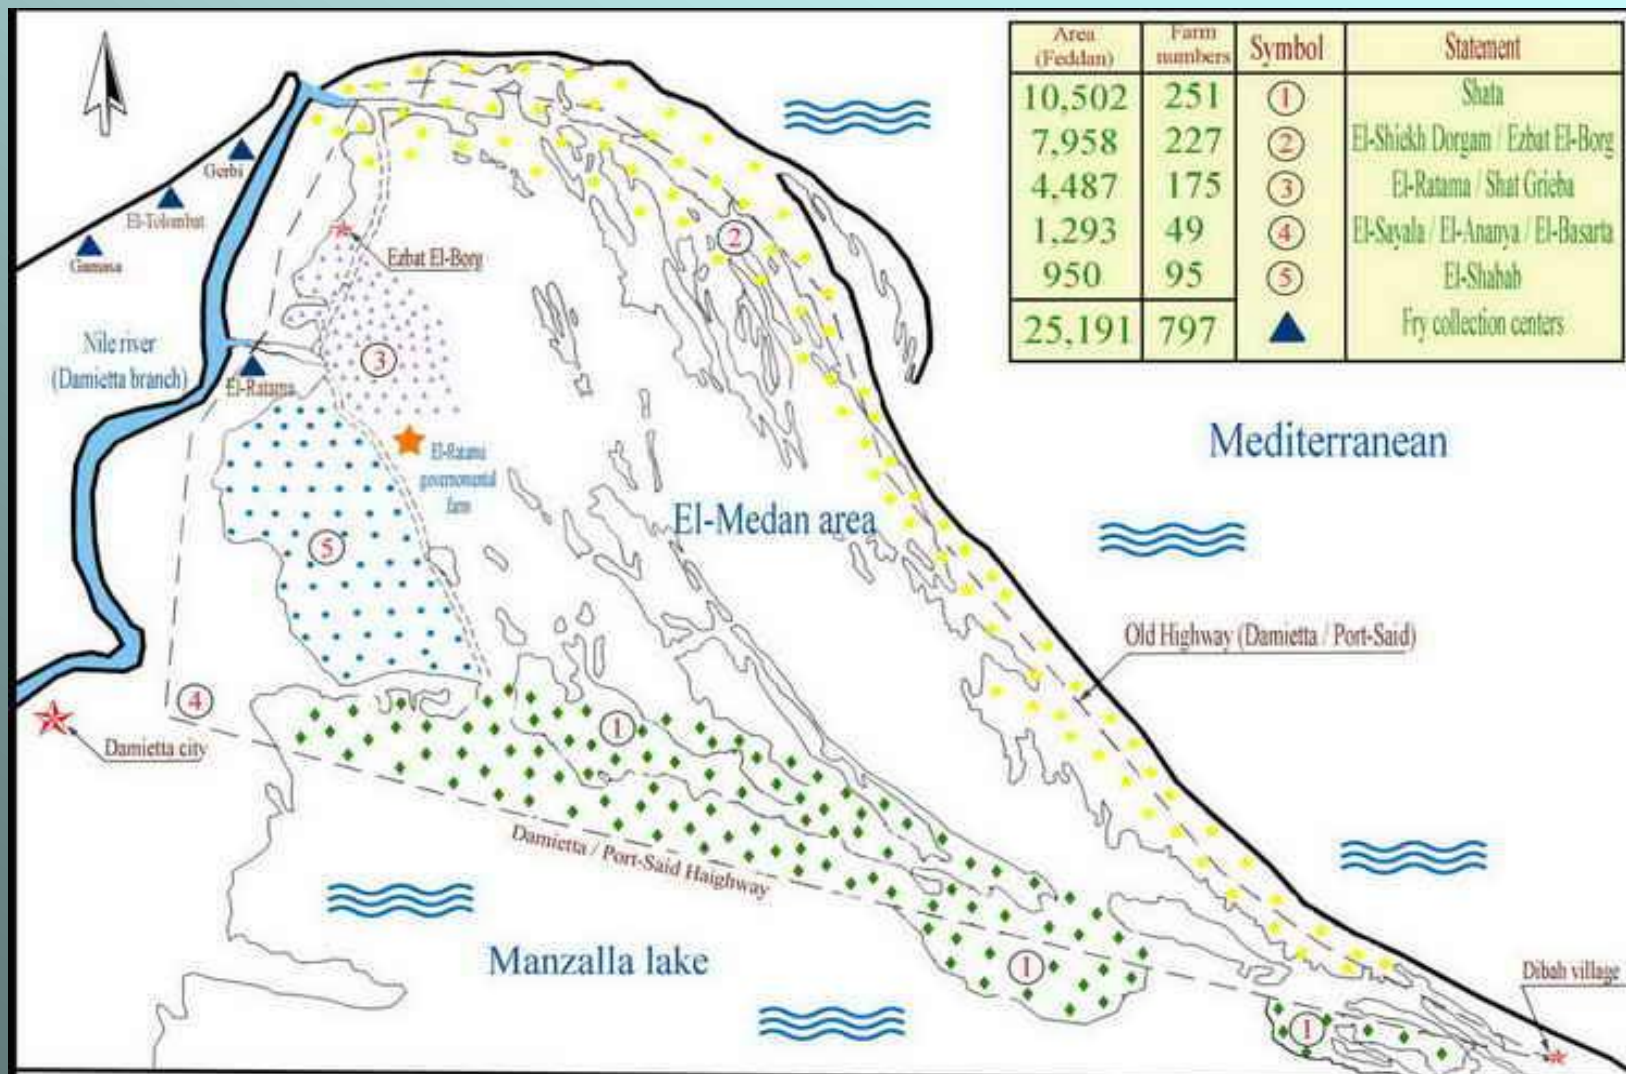 Area
(Feddan)
Farm
numbers
Symbol
Statement
10,502 251 1 Shata
7,958 227 2 El-Shiekh Dorgam / Ezbat El-Borg
4,487 175 3 El-Ratama / Shat Grieba
1,293 49 4 El-Sayala / El-Ananya / El-Basarta
950 95 5 El-Shabab
25,191 797 Fry collection centers
Gerbi
El-Tolombat
Gamasa
2
Ezbat El-Borg
Nile river
(Damietta branch)
3
El-Ratama
El-Ratama
governomental
farm
Mediterranean
El-Medan area
5
Old Highway (Damietta / Port-Said)
4
1
Damietta city
Damietta / Port-Said Haighway
Manzalla lake
1
Dibah village
1